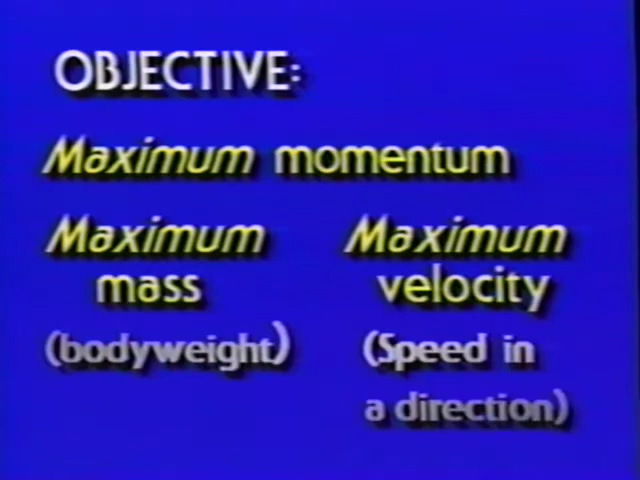 OBJECTIVE:
Maximum momentum
Maximum Maximum
mass velocity
(bodyweight) (Speed in
a direction)